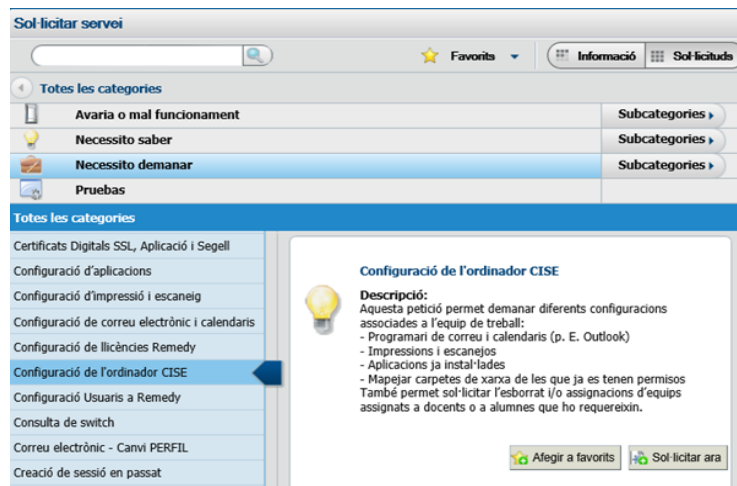 Sol·licitar servei
Favorits
Informació
Sol·licituds
Totes les categories
Avaria o mal funcionament
Subcategories
Necessito saber
Subcategories
Necessito demanar
Subcategories
Pruebas
Totes les categories
Certificats Digitals SSL, Aplicació i Segell
Configuració d'aplicacions
Configuració d'impressió i escaneig
Configuració de correu electrònic i calendaris
Configuració de llicències Remedy
Configuració de l'ordinador CISE
Configuració Usuaris a Remedy
Consulta de switch
Correu electrònic - Canvi PERFIL
Creació de sessió en passat
Configuració de l'ordinador CISE
Descripció:
Aquesta petició permet demanar diferents configuracions
associades a l'equip de treball:
- Programari de correu i calendaris (p. E. Outlook)
- Impressions i escanejos
- Aplicacions ja instal·lades
- Mapejar carpetes de xarxa de les que ja es tenen permisos
També permet sol·licitar l'esborrat i/o assignacions d'equips
assignats a docents o a alumnes que ho requereixin.
Afegir a favorits
Sol·licitar ara